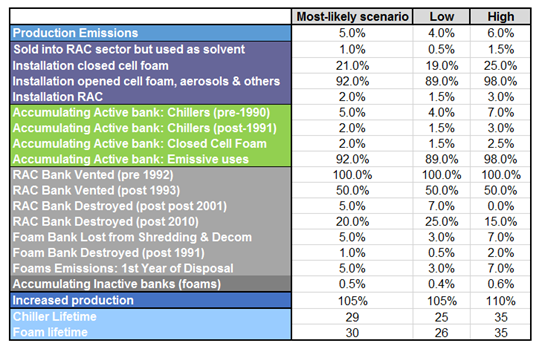 Most-likely scenario Low High
Production Emissions 5.0% 4.0% 6.0%
Sold into RAC sector but used as solvent 1.0% 0.5% 1.5%
Installation closed cell foam 21.0% 19.0% 25.0%
Installation opened cell foam, aerosols & others 92.0% 89.0% 98.0%
Installation RAC 2.0% 1.5% 3.0%
Accumulating Active bank: Chillers (pre-1990) 5.0% 4.0% 7.0%
Accumulating Active bank: Chillers (post-1991) 2.0% 1.5% 3.0%
Accumulating Active bank: Closed Cell Foam 2.0% 1.5% 2.5%
Accumulating Active bank: Emissive uses 92.0% 89.0% 98.0%
RAC Bank Vented (pre 1992) 100.0% 100.0% 100.0%
RAC Bank Vented (post 1993) 50.0% 50.0% 50.0%
RAC Bank Destroyed (post post 2001) 5.0% 7.0% 0.0%
RAC Bank Destroyed (post 2010) 20.0% 25.0% 15.0%
Foam Bank Lost from Shredding & Decom 5.0% 3.0% 7.0%
Foam Bank Destroyed (post 1991) 1.0% 0.5% 2.0%
Foams Emissions: 1st Year of Disposal 5.0% 3.0% 7.0%
Accumulating Inactive banks (foams) 0.5% 0.4% 0.6%
Increased production 105% 105% 110%
Chiller Lifetime 29 25 35
Foam lifetime 30 26 35